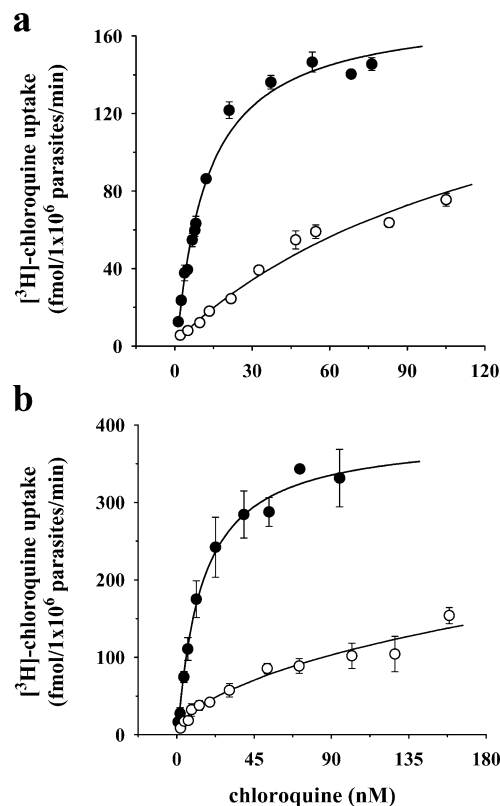 a
[³H]-chloroquine uptake
(fmol/1x10⁶ parasites/min)
160
120
80
40
0
0 30 60 90 120
b
[³H]-chloroquine uptake
(fmol/1x10⁶ parasites/min)
400
300
200
100
0
0 45 90 135 180
chloroquine (nM)